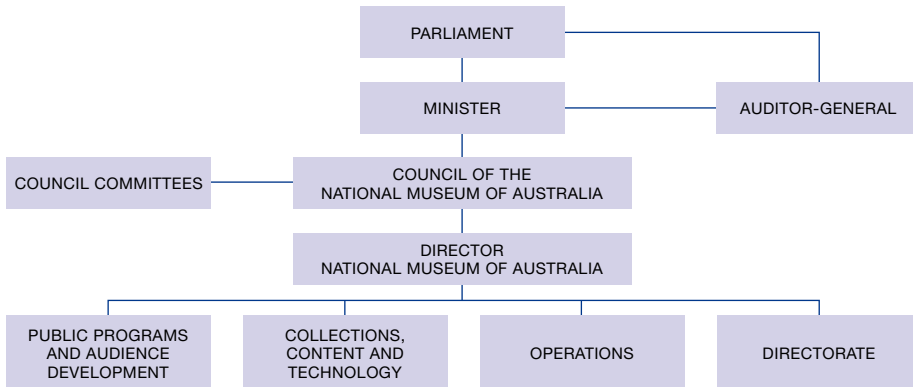 PARLIAMENT
MINISTER
AUDITOR-GENERAL
COUNCIL COMMITTEES
COUNCIL OF THE
NATIONAL MUSEUM OF AUSTRALIA
DIRECTOR
NATIONAL MUSEUM OF AUSTRALIA
PUBLIC PROGRAMS
AND AUDIENCE
DEVELOPMENT
COLLECTIONS,
CONTENT AND
TECHNOLOGY
OPERATIONS
DIRECTORATE